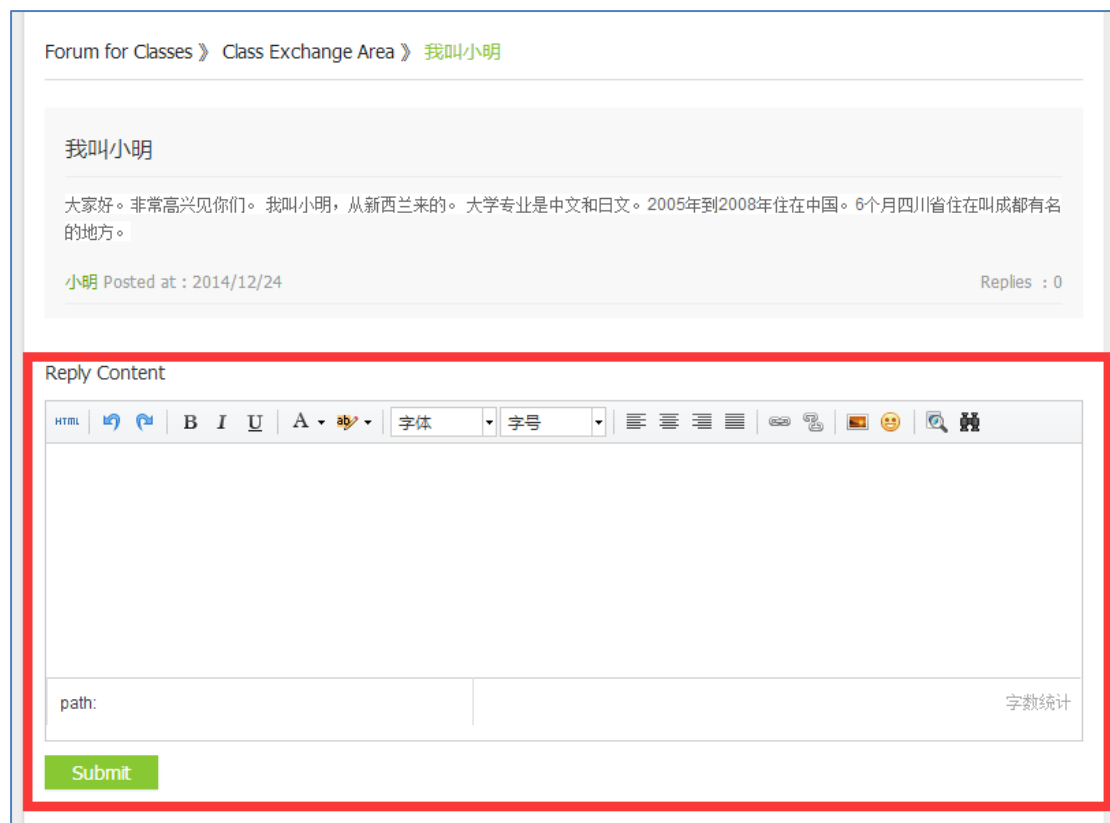 Forum for Classes 》 Class Exchange Area 》 我叫小明
我叫小明
大家好。非常高兴见你们。 我叫小明，从新西兰来的。 大学专业是中文和日文。2005年到2008年住在中国。6个月四川省住在叫成都有名
的地方。
小明 Posted at : 2014/12/24 Replies : 0
Reply Content
HTML B I U A ab 字体 字号
path: 字数统计
Submit